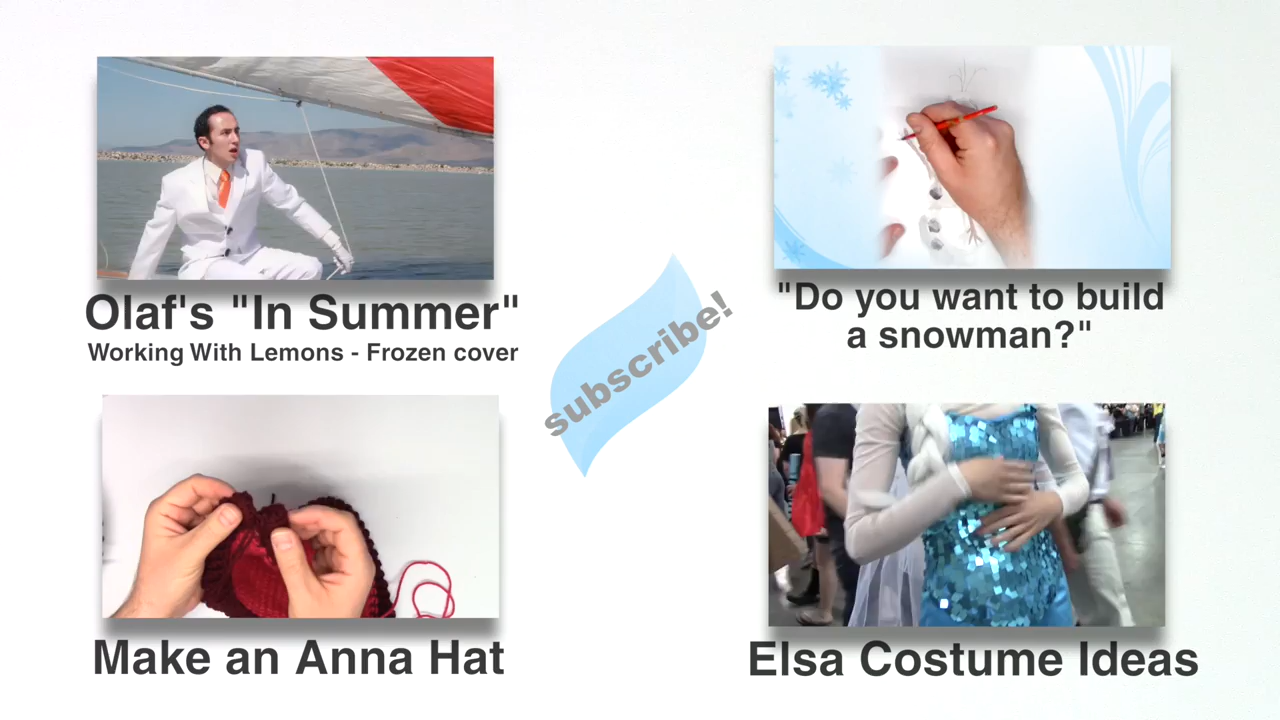 Olaf's "In Summer"
Working With Lemons - Frozen cover
"Do you want to build
a snowman?"
subscribe!
Make an Anna Hat
Elsa Costume Ideas